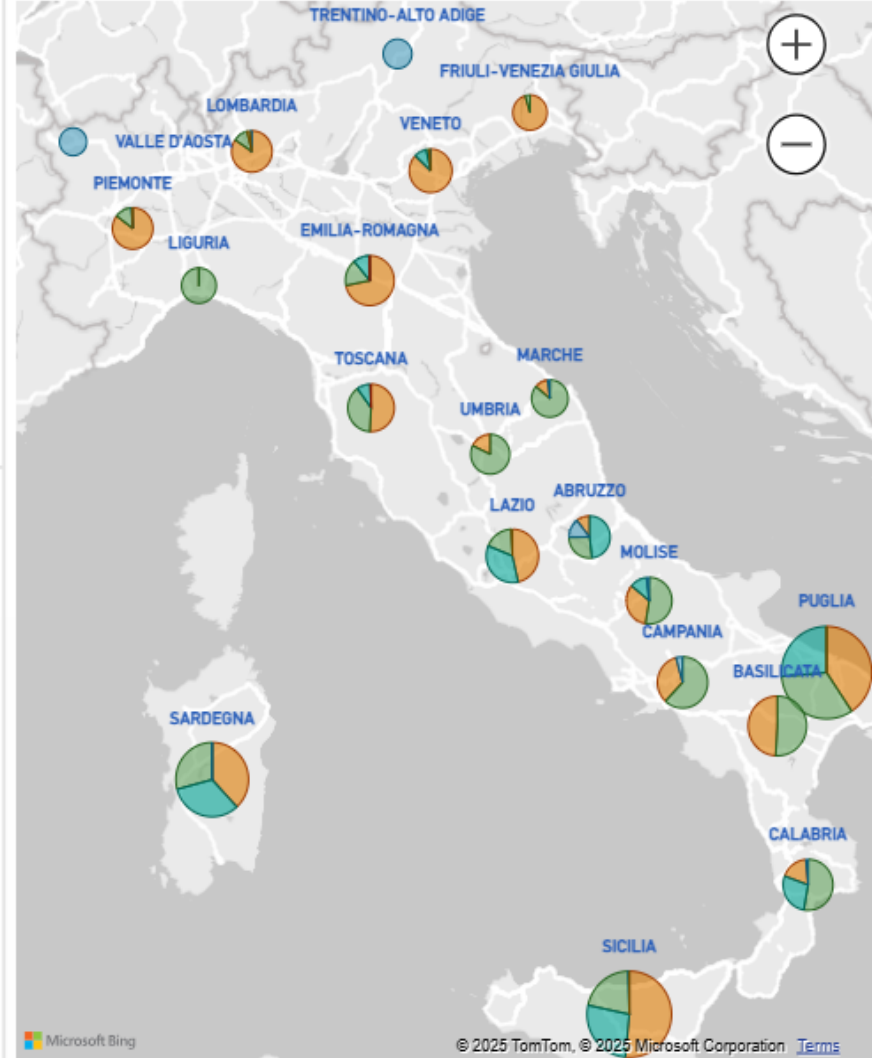 TRENTINO-ALTO ADIGE
FRIULI-VENEZIA GIULIA
LOMBARDIA
VENETO
VALLE D'AOSTA
PIEMONTE
LIGURIA
EMILIA-ROMAGNA
TOSCANA
MARCHE
UMBRIA
ABRUZZO
LAZIO
MOLISE
PUGLIA
CAMPANIA
BASILICATA
SARDEGNA
CALABRIA
SICILIA
Microsoft Bing
© 2025 TomTom, © 2025 Microsoft Corporation Terms